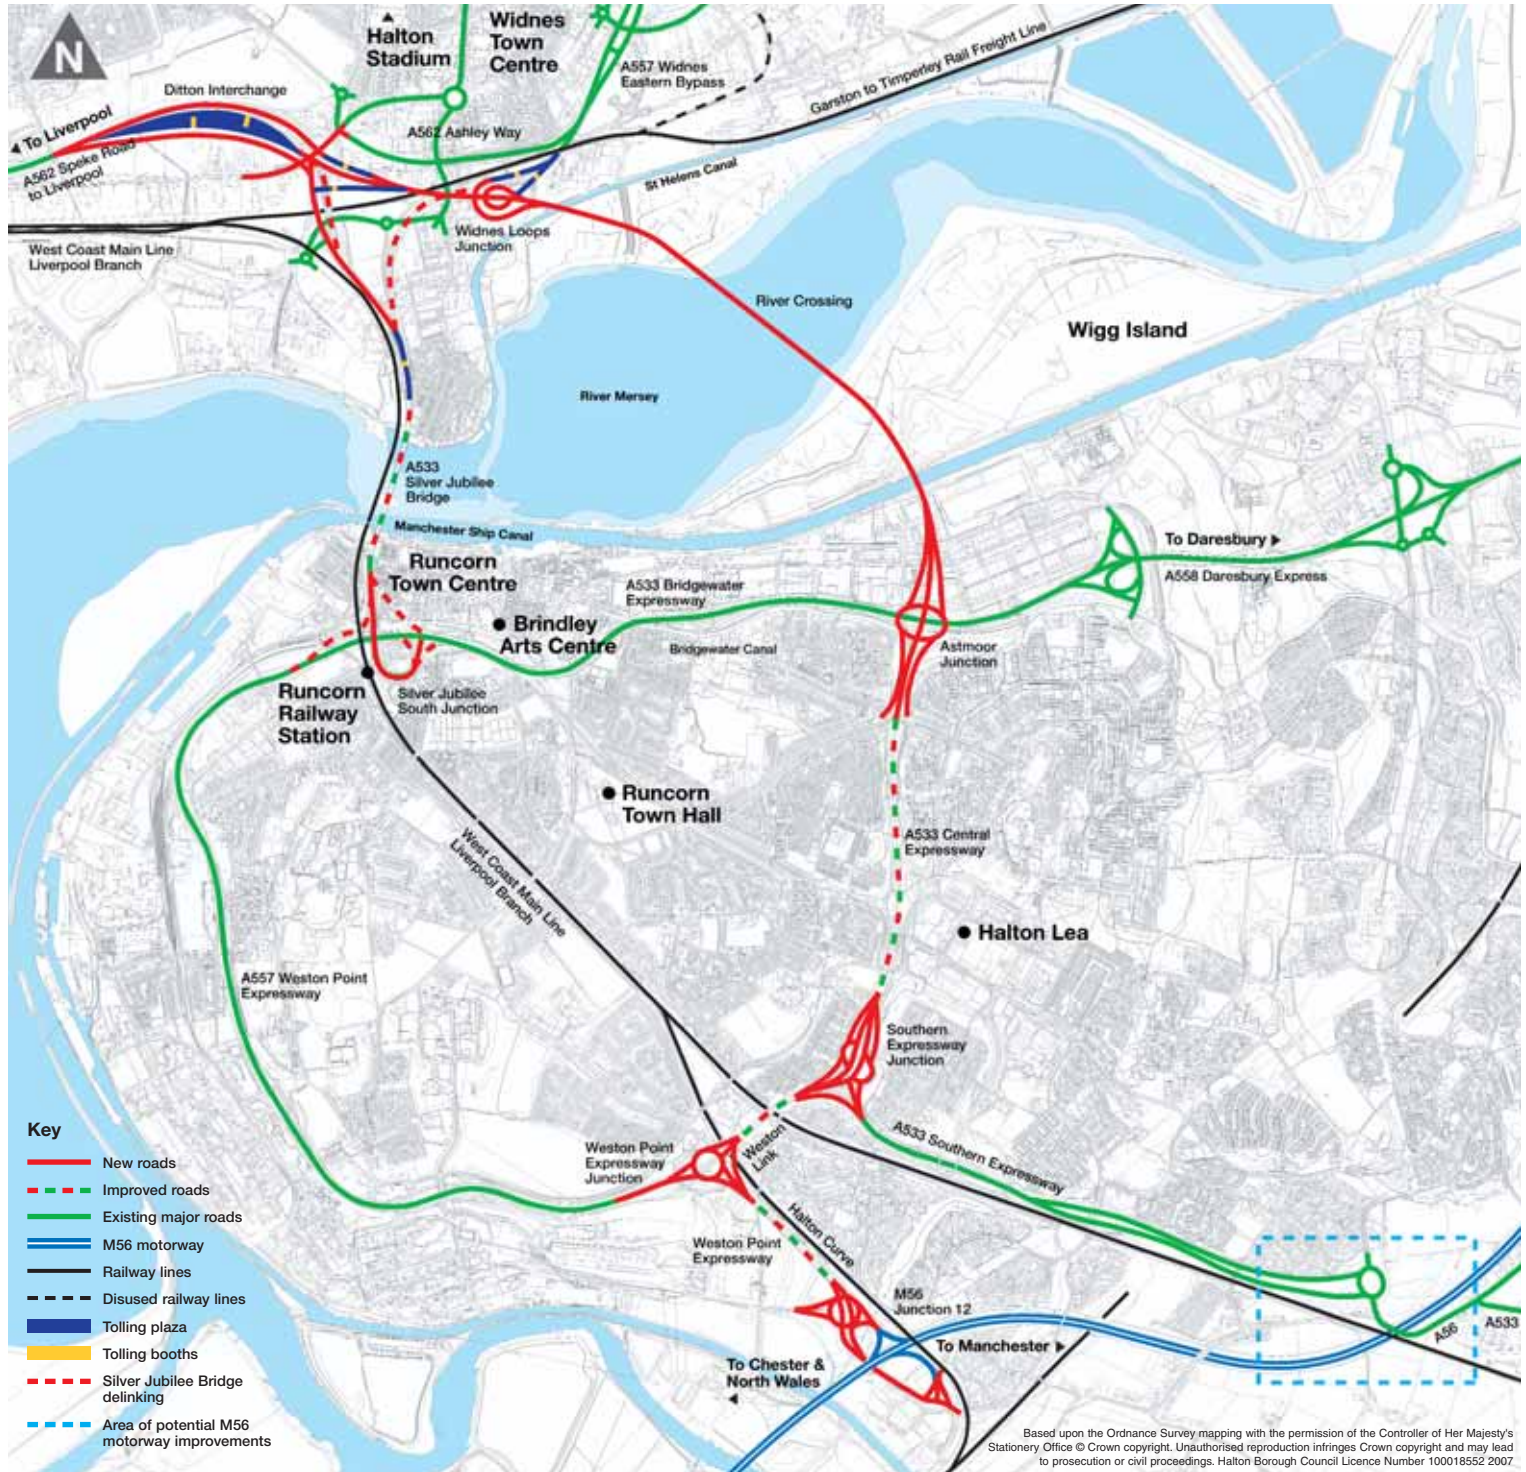 N
Halton
Stadium
Widnes
Town
Centre
A557 Widnes
Eastern Bypass
Garston to Timperley Rail Freight Line
Ditton Interchange
To Liverpool
A562 Ashley Way
A562 Speke Road
to Liverpool
St Helens Canal
West Coast Main Line
Liverpool Branch
Widnes Loops
Junction
River Crossing
Wigg Island
River Mersey
A533
Silver Jubilee
Bridge
Manchester Ship Canal
To Daresbury
A558 Daresbury Express
Runcorn
Town Centre
A533 Bridgewater
Expressway
Brindley
Arts Centre
Bridgewater Canal
Astmoor
Junction
Runcorn
Railway
Station
Silver Jubilee
South Junction
Runcorn
Town Hall
A533 Central
Expressway
West Coast Main Line
Liverpool Branch
Halton Lea
A557 Weston Point
Expressway
Southern
Expressway
Junction
A533 Southern Expressway
Weston Point
Expressway
Junction
Weston
Link
Halton Curve
Weston Point
Expressway
M56
Junction 12
To Manchester
To Chester &
North Wales
A56
A533
Key
New roads
Improved roads
Existing major roads
M56 motorway
Railway lines
Disused railway lines
Tolling plaza
Tolling booths
Silver Jubilee Bridge
delinking
Area of potential M56
motorway improvements
Based upon the Ordnance Survey mapping with the permission of the Controller of Her Majesty's
Stationery Office © Crown copyright. Unauthorised reproduction infringes Crown copyright and may lead
to prosecution or civil proceedings. Halton Borough Council Licence Number 100018552 2007